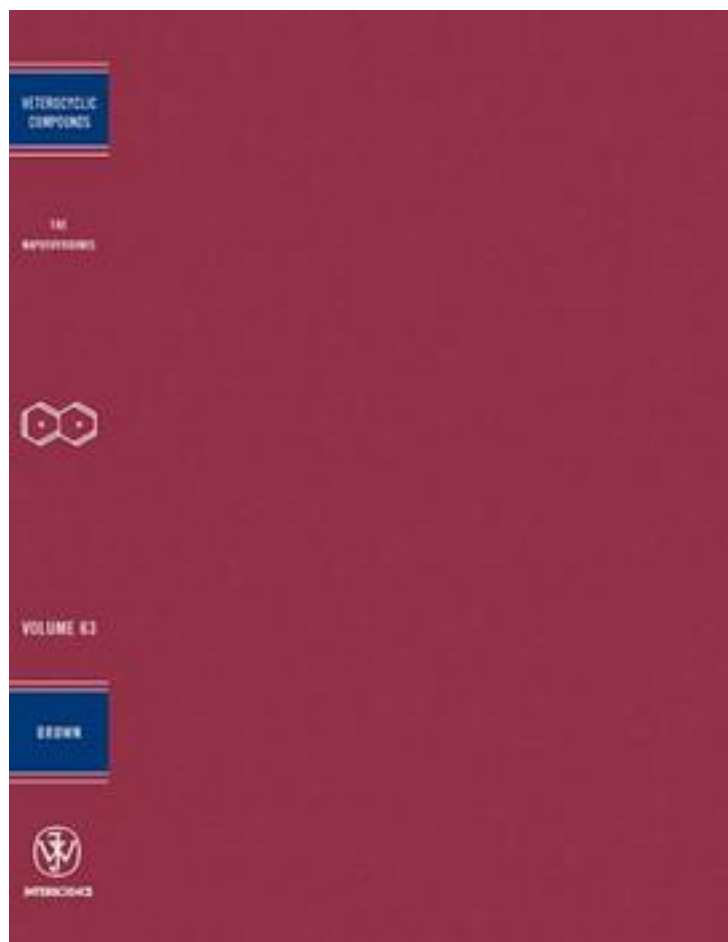 HETEROCYCLIC
COMPOUNDS
THE
NAPHTHYRIDINES
VOLUME 63
BROWN
INTERSCIENCE